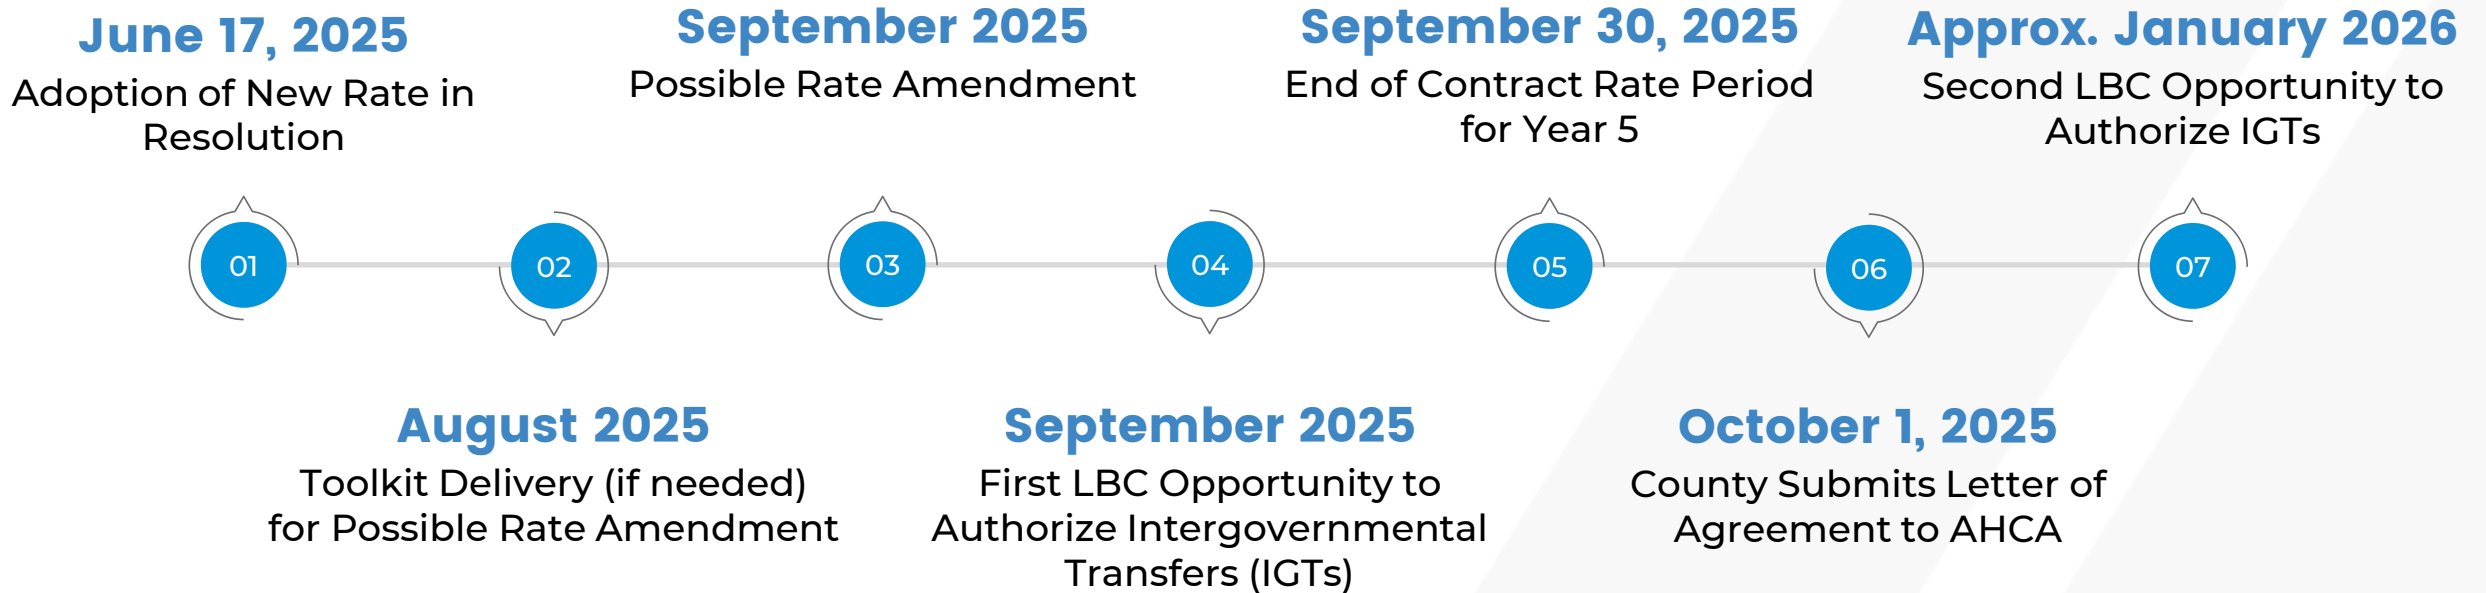 June 17, 2025
Adoption of New Rate in
Resolution
September 2025
Possible Rate Amendment
September 30, 2025
End of Contract Rate Period
for Year 5
Approx. January 2026
Second LBC Opportunity to
Authorize IGTs
01
02
03
04
05
06
07
August 2025
Toolkit Delivery (if needed)
for Possible Rate Amendment
September 2025
First LBC Opportunity to
Authorize Intergovernmental
Transfers (IGTs)
October 1, 2025
County Submits Letter of
Agreement to AHCA